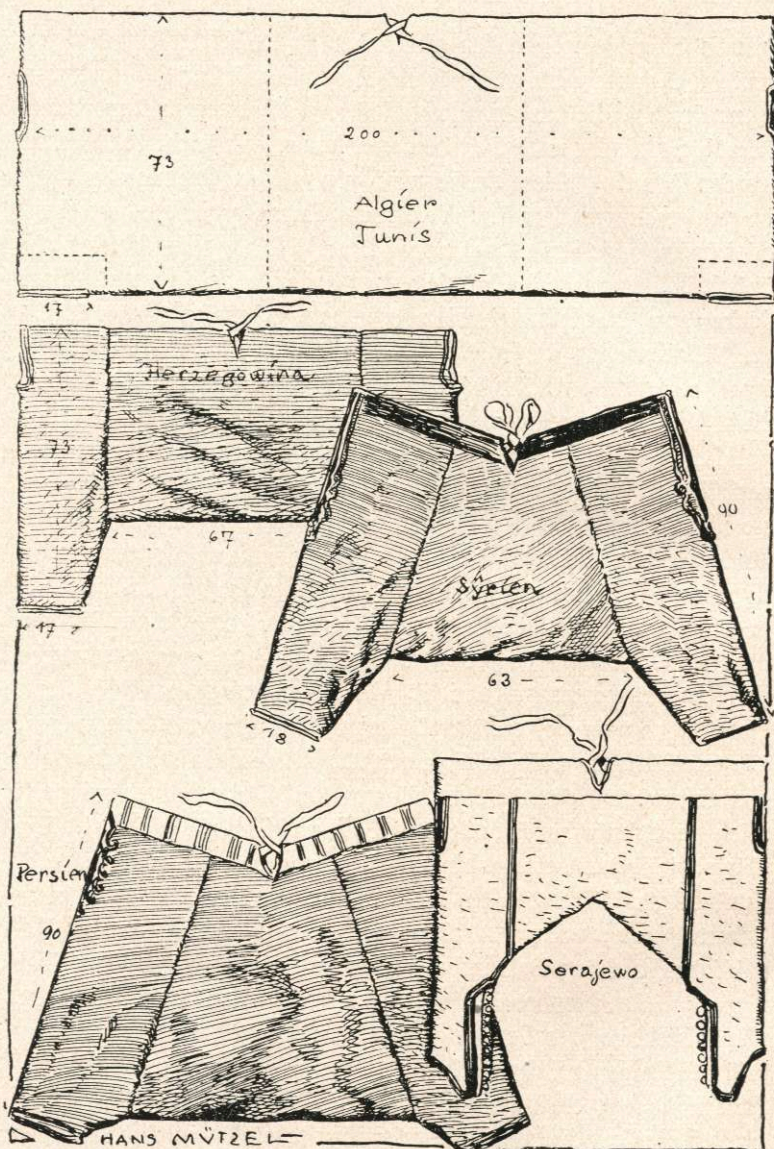 200
73
Algier
Tunis
17
Herzegowina
73
67
90
Syrien
17
63
18
Persien
90
Serajewo
HANS MÜTZEL